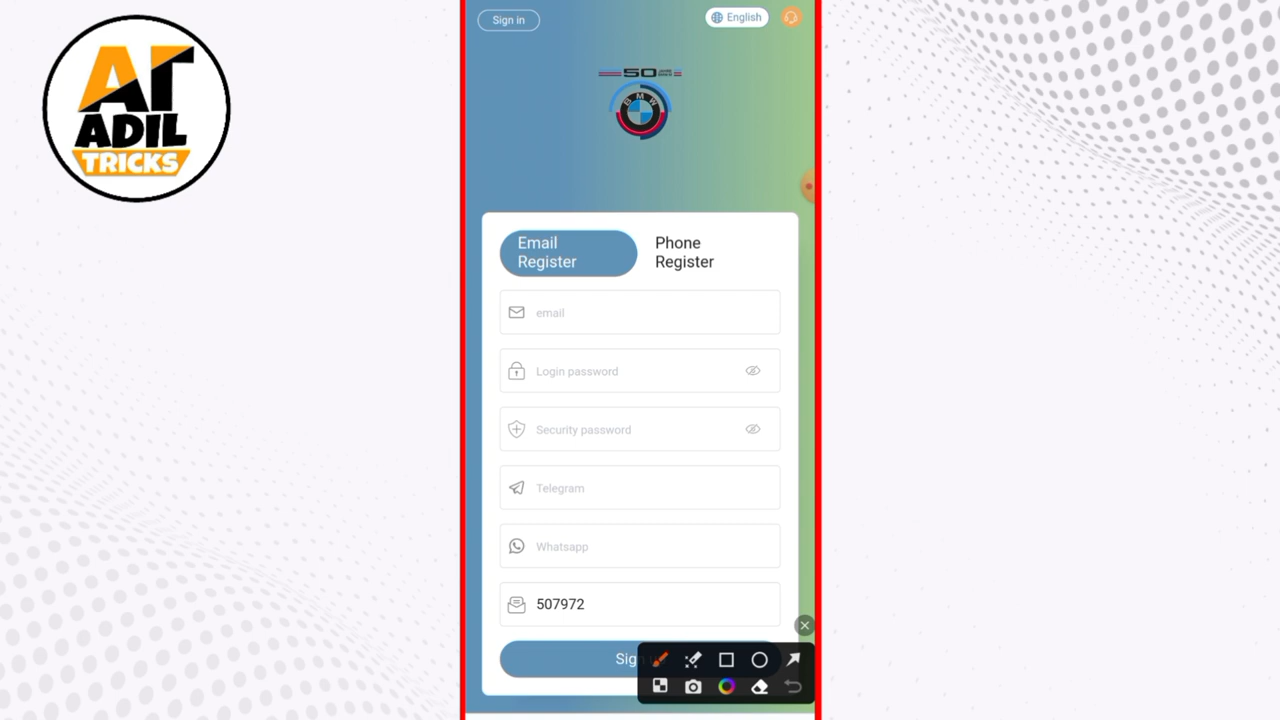 AT
ADIL
TRICKS
Sign in
English
50
BMW
Email
Register
Phone
Register
email
Login password
Security password
Telegram
Whatsapp
507972
Sig